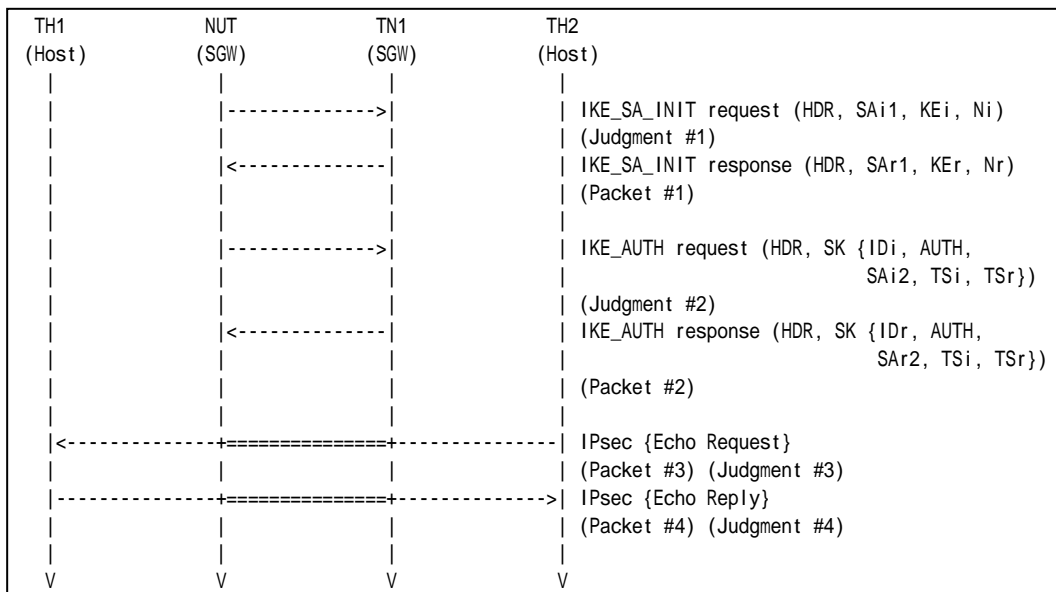 TH1 NUT TN1 TH2
(Host) (SGW) (SGW) (Host)
| | | |
| |-------------->| | IKE_SA_INIT request (HDR, SAi1, KEi, Ni)
| | | | (Judgment #1)
| |<--------------| | IKE_SA_INIT response (HDR, SAr1, KEr, Nr)
| | | | (Packet #1)
| | | |
| |-------------->| | IKE_AUTH request (HDR, SK {IDi, AUTH,
| | | | SAi2, TSi, TSr})
| | | | (Judgment #2)
| |<--------------| | IKE_AUTH response (HDR, SK {IDr, AUTH,
| | | | SAr2, TSi, TSr})
| | | | (Packet #2)
| | | |
|<--------------+==============+---------------| IPsec {Echo Request}
| | | | (Packet #3) (Judgment #3)
|---------------+==============+-------------->| IPsec {Echo Reply}
| | | | (Packet #4) (Judgment #4)
| | | |
V V V V